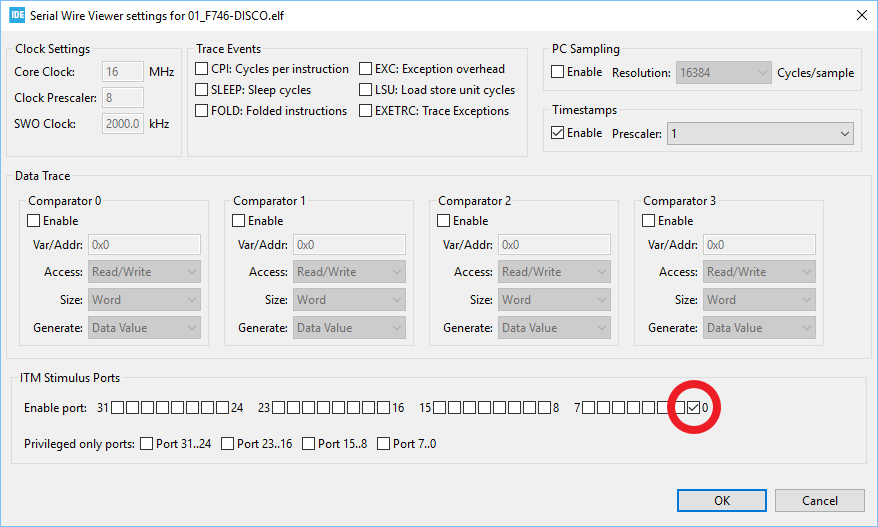 IDE Serial Wire Viewer settings for 01_F746-DISCO.elf
Clock Settings
Core Clock: 16 MHz
Clock Prescaler: 8
SWO Clock: 2000.0 kHz
Trace Events
CPI: Cycles per instruction EXC: Exception overhead
SLEEP: Sleep cycles LSU: Load store unit cycles
FOLD: Folded instructions EXETRC: Trace Exceptions
PC Sampling
Enable Resolution: 16384 Cycles/sample
Timestamps
Enable Prescaler: 1
Data Trace
Comparator 0
Enable
Var/Addr: 0x0
Access: Read/Write
Size: Word
Generate: Data Value
Comparator 1
Enable
Var/Addr: 0x0
Access: Read/Write
Size: Word
Generate: Data Value
Comparator 2
Enable
Var/Addr: 0x0
Access: Read/Write
Size: Word
Generate: Data Value
Comparator 3
Enable
Var/Addr: 0x0
Access: Read/Write
Size: Word
Generate: Data Value
ITM Stimulus Ports
Enable port: 31 24 23 16 15 8 7 0
Privileged only ports: Port 31..24 Port 23..16 Port 15..8 Port 7..0
OK Cancel